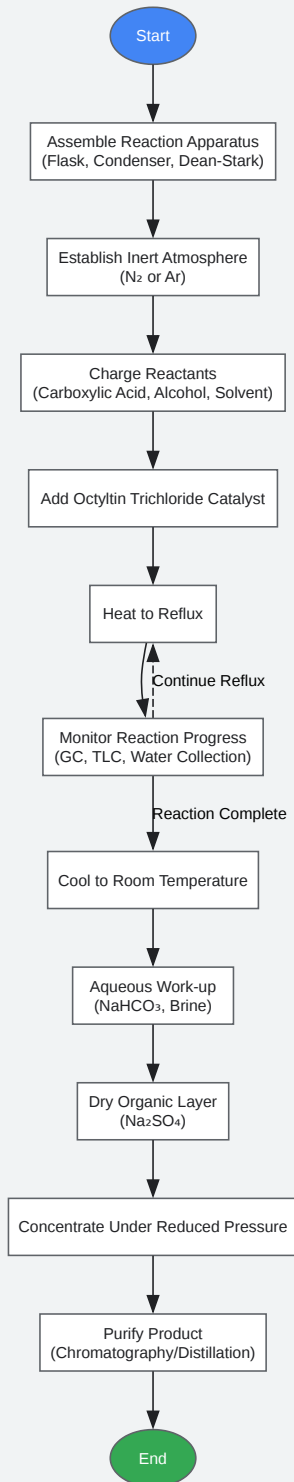 Start
Assemble Reaction Apparatus
(Flask, Condenser, Dean-Stark)
Establish Inert Atmosphere
(N₂ or Ar)
Charge Reactants
(Carboxylic Acid, Alcohol, Solvent)
Add Octyltin Trichloride Catalyst
Heat to Reflux
Continue Reflux
Monitor Reaction Progress
(GC, TLC, Water Collection)
Reaction Complete
Cool to Room Temperature
Aqueous Work-up
(NaHCO₃, Brine)
Dry Organic Layer
(Na₂SO₄)
Concentrate Under Reduced Pressure
Purify Product
(Chromatography/Distillation)
End